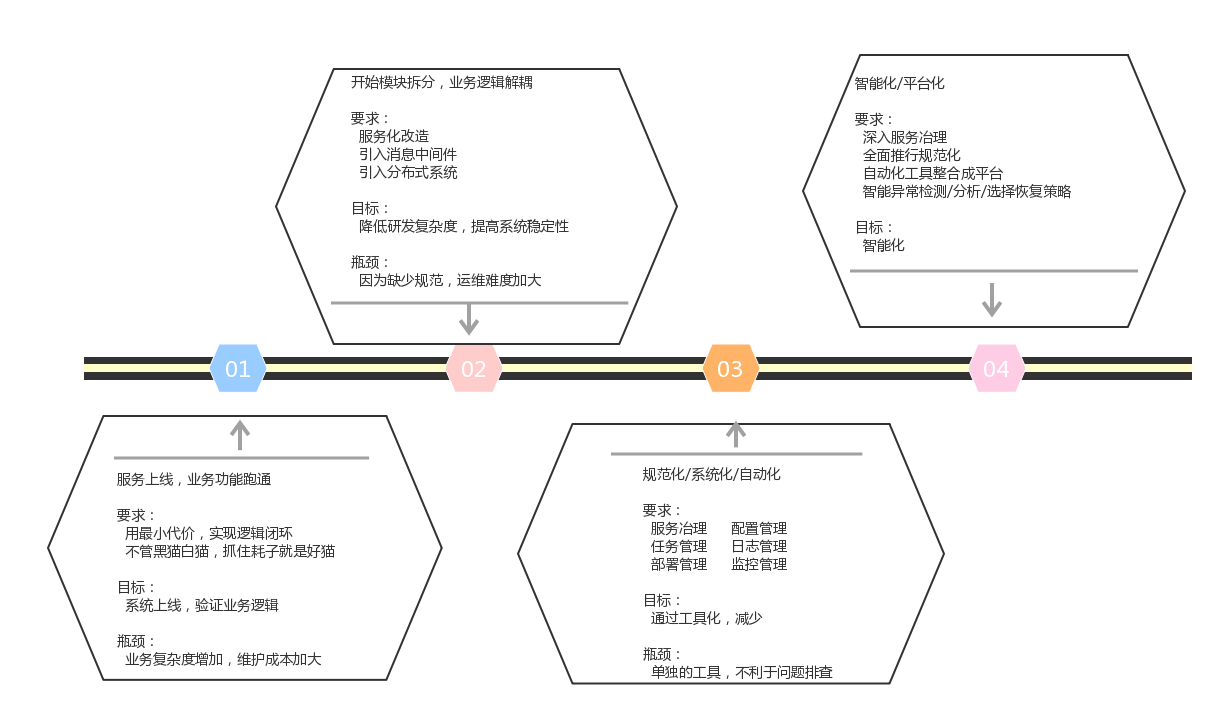 开始模块拆分，业务逻辑解耦
要求：
服务化改造
引入消息中间件
引入分布式系统
目标：
降低研发复杂度，提高系统稳定性
瓶颈：
因为缺少规范，运维难度加大
智能化/平台化
要求：
深入服务治理
全面推行规范化
自动化工具整合成平台
智能异常检测/分析/选择恢复策略
目标：
智能化
01
02
03
04
服务上线，业务功能跑通
要求：
用最小代价，实现逻辑闭环
不管黑猫白猫，抓住耗子就是好猫
目标：
系统上线，验证业务逻辑
瓶颈：
业务复杂度增加，维护成本加大
规范化/系统化/自动化
要求：
服务冶理 配置管理
任务管理 日志管理
部署管理 监控管理
目标：
通过工具化，减少
瓶颈：
单独的工具，不利于问题排查